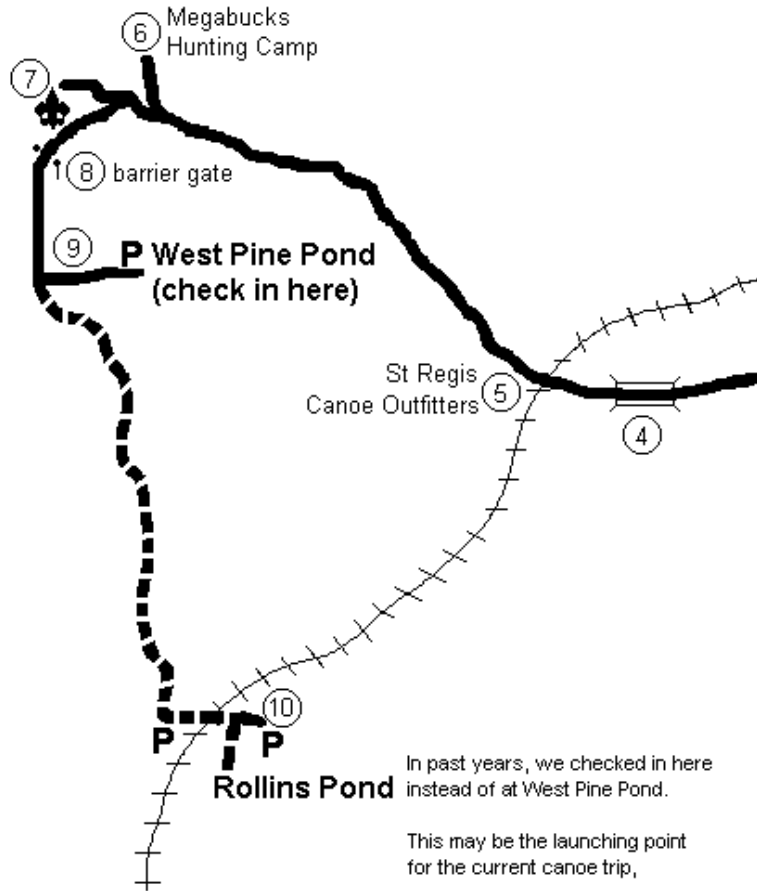 6
Megabucks
Hunting Camp
7
8
barrier gate
9
P West Pine Pond
(check in here)
St Regis
Canoe Outfitters
5
4
10
P
P
Rollins Pond
In past years, we checked in here
instead of at West Pine Pond.
This may be the launching point
for the current canoe trip,